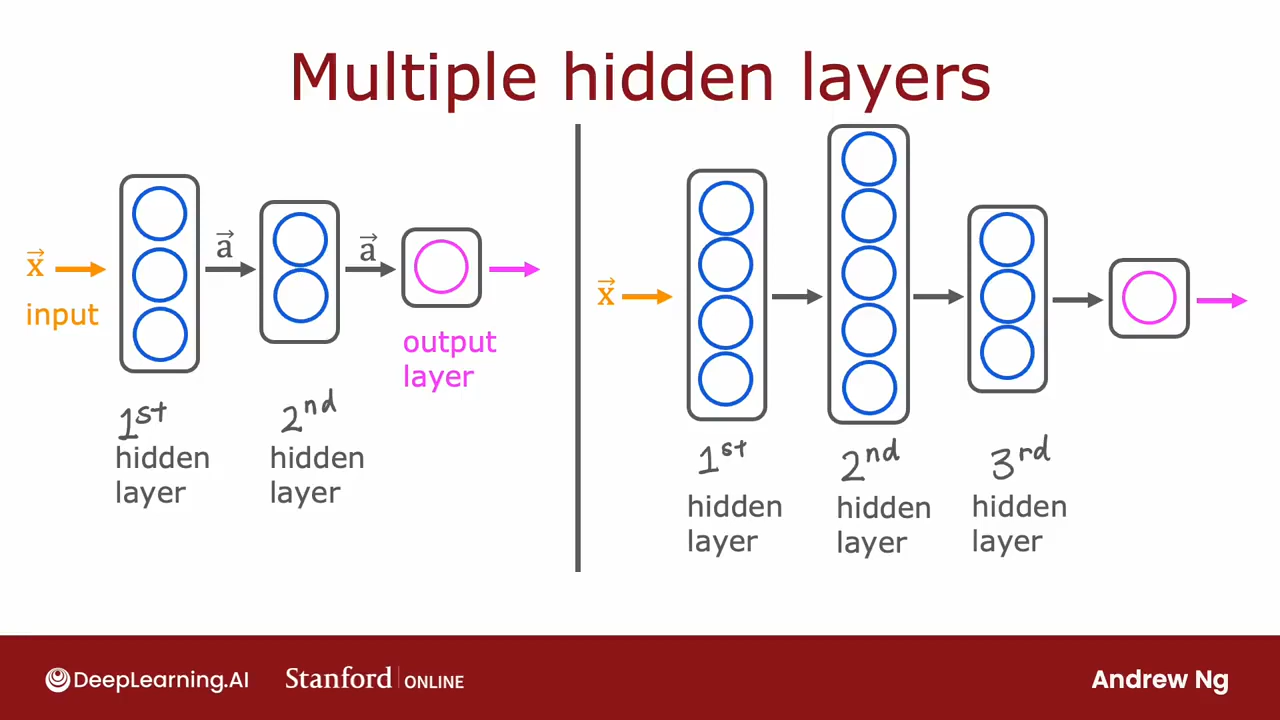 Multiple hidden layers
x⃗
input
a⃗
a⃗
output
layer
1st
hidden
layer
2nd
hidden
layer
x⃗
1st
hidden
layer
2nd
hidden
layer
3rd
hidden
layer
DeepLearning.AI
Stanford | ONLINE
Andrew Ng